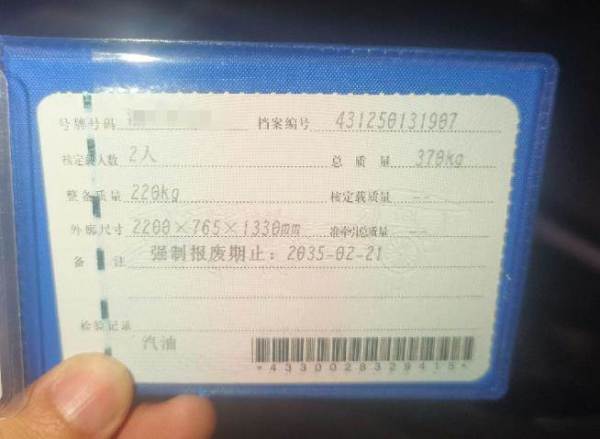 号牌号码 档案编号 431250131907
核定载人数 2人 总质量 370kg
整备质量 220kg 核定载质量 --
外廓尺寸 2200×765×1330mm 准牵引总质量 --
备注 强制报废期止：2035-02-21
检验记录
汽油
*4330028329415*